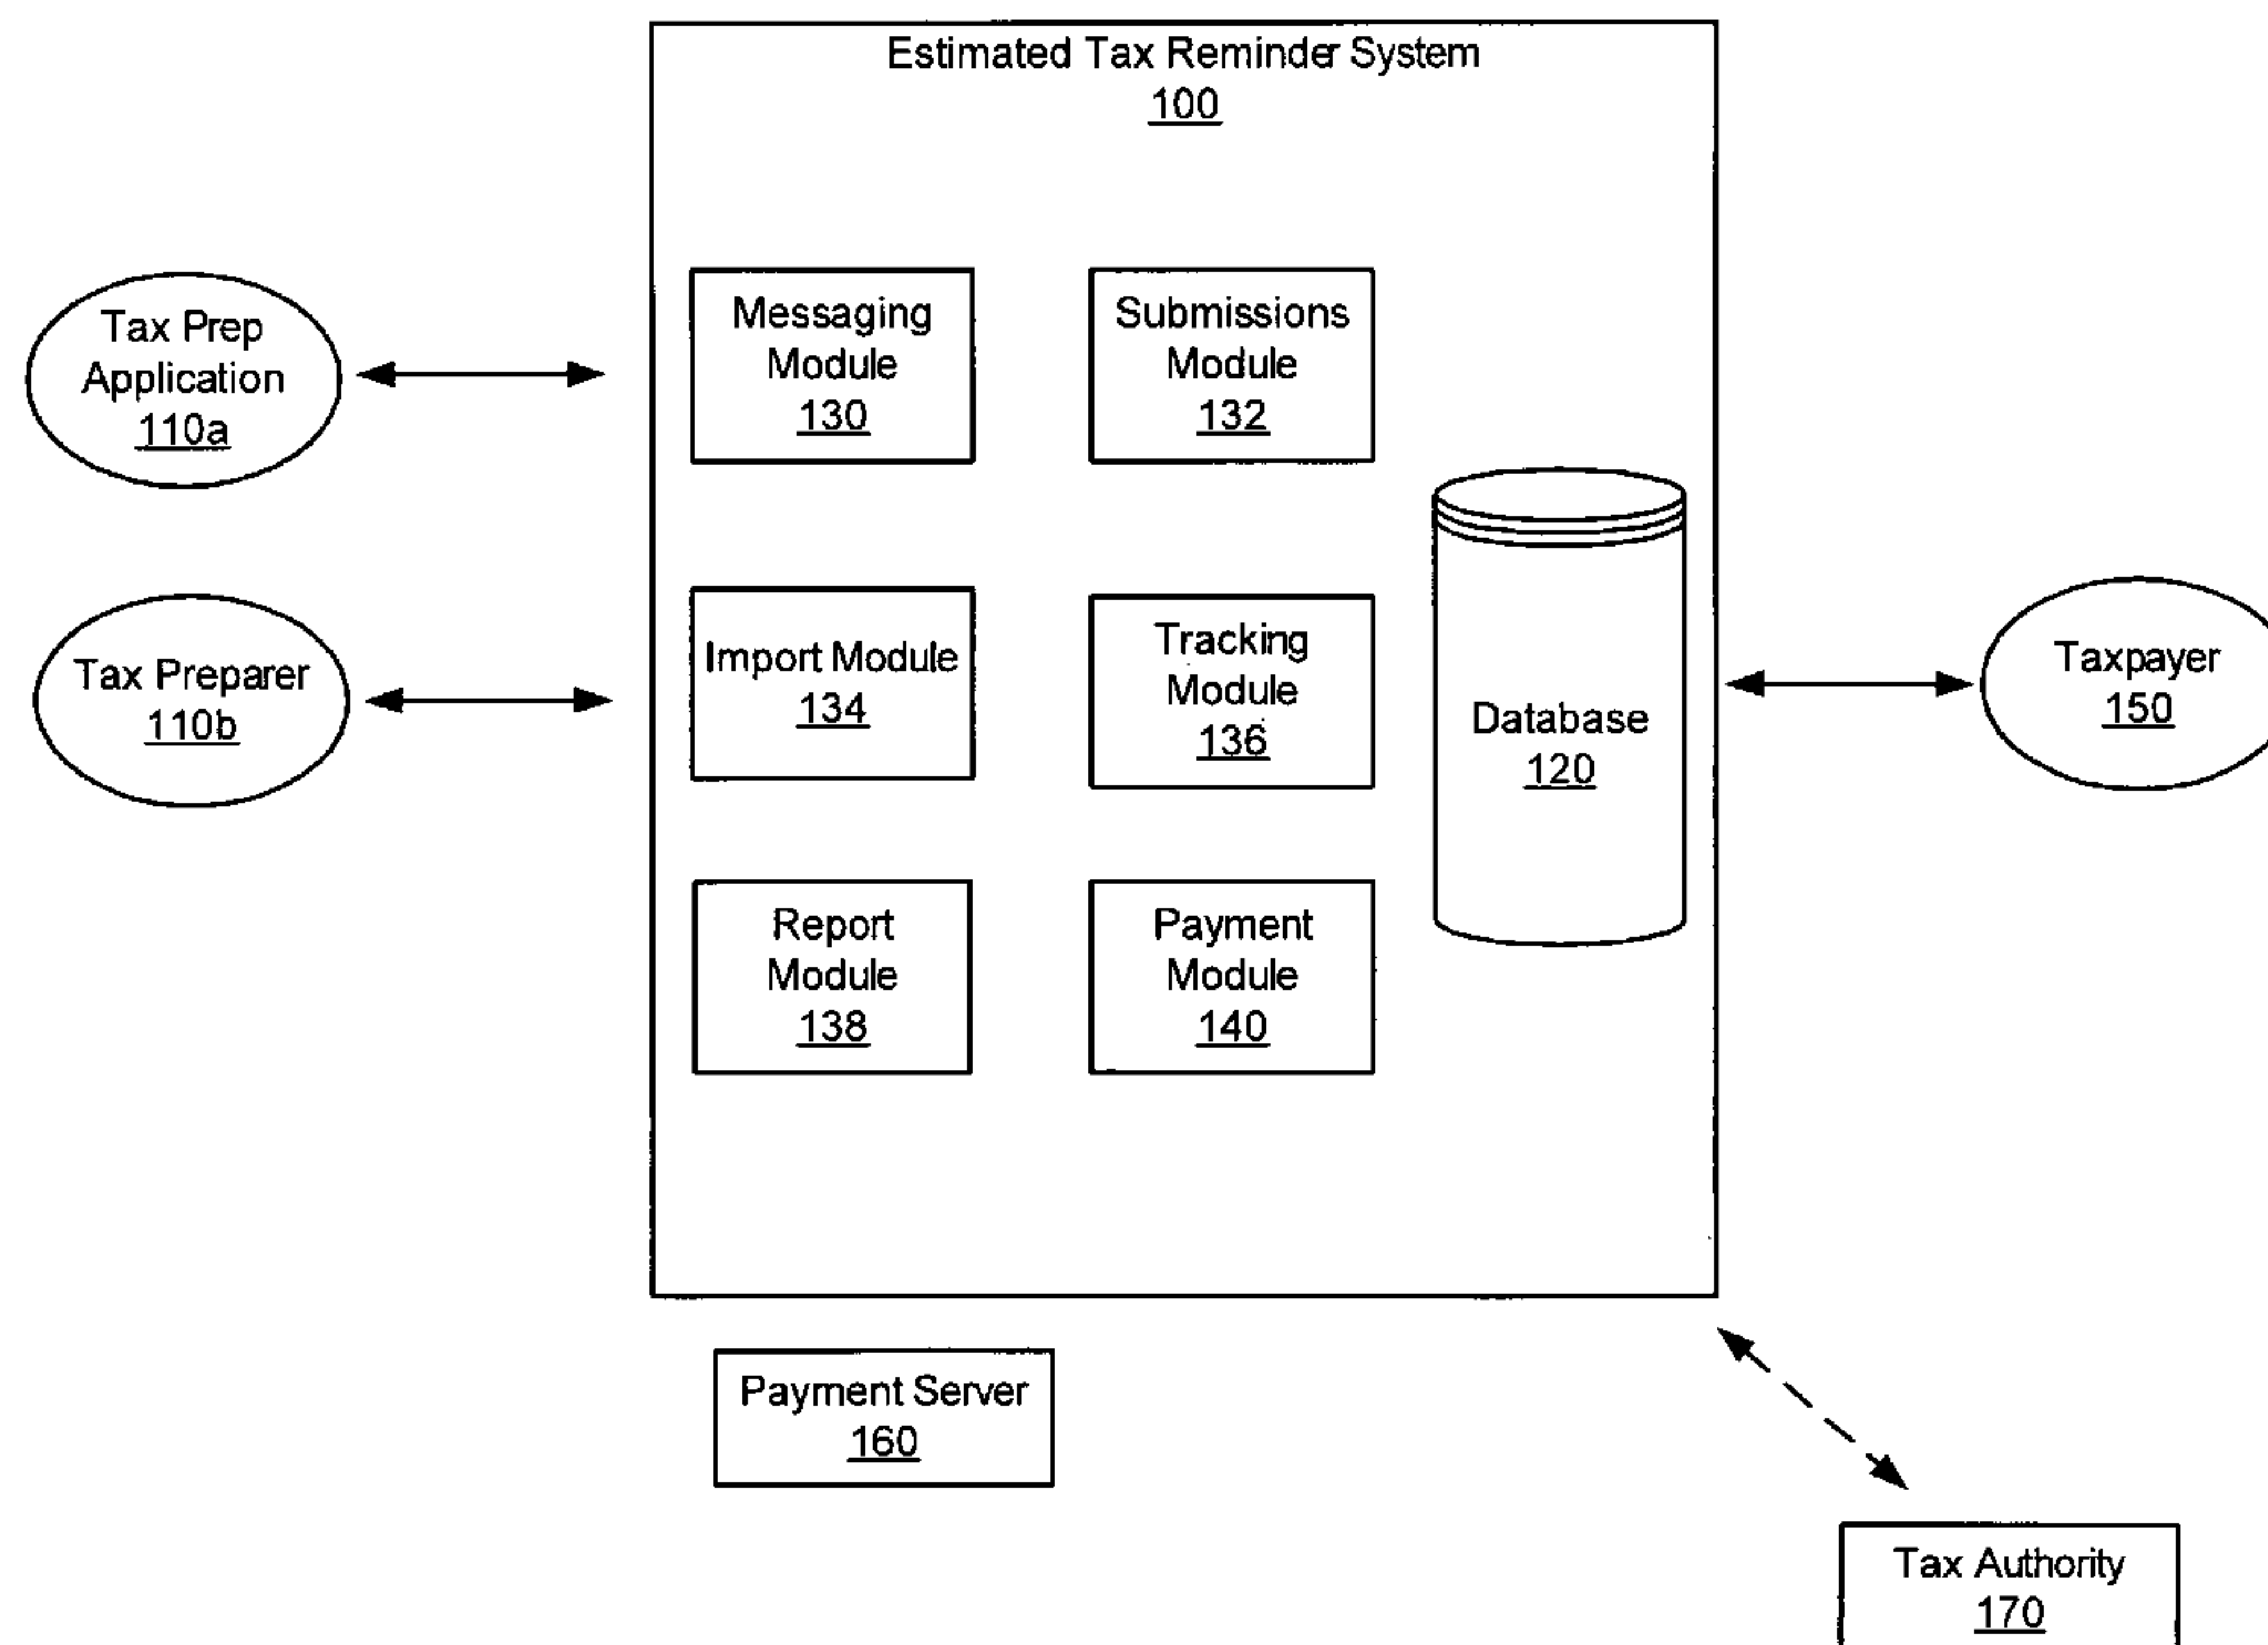 Estimated Tax Reminder System
100
Tax Prep
Application
110a
Messaging
Module
130
Submissions
Module
132
Tax Preparer
110b
Import Module
134
Tracking
Module
136
Database
120
Taxpayer
150
Report
Module
138
Payment
Module
140
Payment Server
160
Tax Authority
170